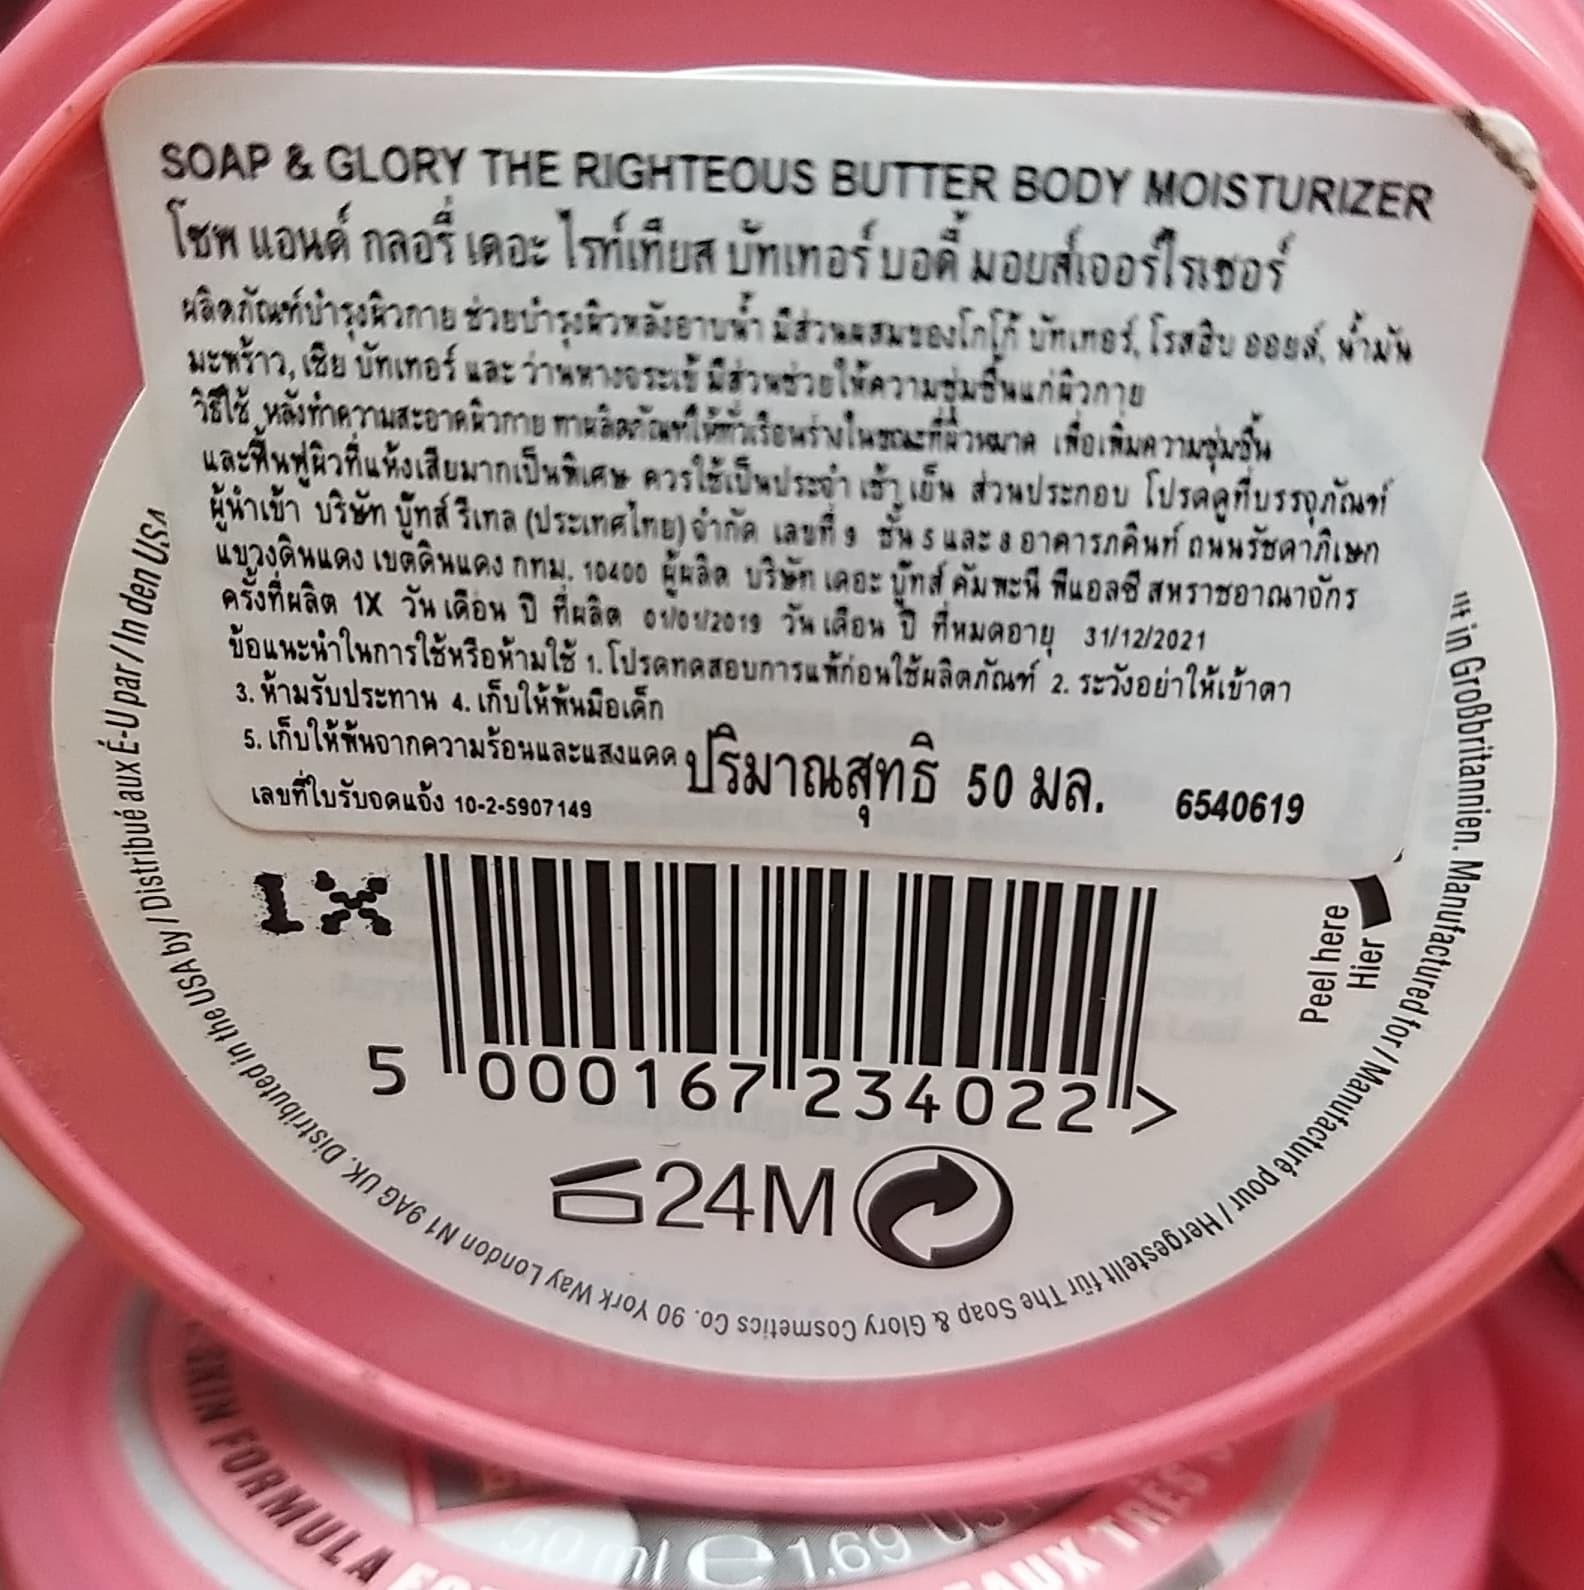 SOAP & GLORY THE RIGHTEOUS BUTTER BODY MOISTURIZER
โซพ แอนด์ กลอรี่ เดอะ ไรท์เทียส บัทเทอร์ บอดี้ มอยส์เจอร์ไรเซอร์
ผลิตภัณฑ์บำรุงผิวกาย ช่วยบำรุงผิวหลังอาบน้ำ มีส่วนผสมของโกโก้ บัทเทอร์, โรสฮิบ ออยล์, น้ำมัน
มะพร้าว, เชีย บัทเทอร์ และ ว่านหางจระเข้ มีส่วนช่วยให้ความชุ่มชื้นแก่ผิวกาย
วิธีใช้ หลังทำความสะอาดผิวกาย ทาผลิตภัณฑ์ให้ทั่วเรือนร่างในขณะที่ผิวหมาด เพื่อเพิ่มความชุ่มชื้น
และฟื้นฟูผิวที่แห้งเสียมากเป็นพิเศษ ควรใช้เป็นประจำ เช้า เย็น ส่วนประกอบ โปรดดูที่บรรจุภัณฑ์
ผู้นำเข้า บริษัท บู๊ทส์ รีเทล (ประเทศไทย) จำกัด เลขที่ 9 ชั้น 5 และ 8 อาคารภคินท์ ถนนรัชดาภิเษก
แขวงดินแดง เขตดินแดง กทม. 10400 ผู้ผลิต บริษัท เดอะ บู๊ทส์ คัมพะนี พีแอลซี สหราชอาณาจักร
ครั้งที่ผลิต 1X วัน เดือน ปี ที่ผลิต 01/01/2019 วัน เดือน ปี ที่หมดอายุ 31/12/2021
ข้อแนะนำในการใช้หรือห้ามใช้ 1. โปรดทดสอบการแพ้ก่อนใช้ผลิตภัณฑ์ 2. ระวังอย่าให้เข้าตา
3. ห้ามรับประทาน 4. เก็บให้พ้นมือเด็ก
5. เก็บให้พ้นจากความร้อนและแสงแดด ปริมาณสุทธิ 50 มล. 6540619
เลขที่ใบรับจดแจ้ง 10-2-5907149
1X
Peel here
Hier
5 000167 234022 >
24M
in Großbritannien. Manufactured for / Manufacturé pour / Hergestellt für The Soap & Glory Cosmetics Co. 90 York Way London N1 9AG UK. Distributed in the USA by / Distribué aux É-U par / In den USA
SKIN FORMULA
50 ml e 1.69 US
AUX TRÈS